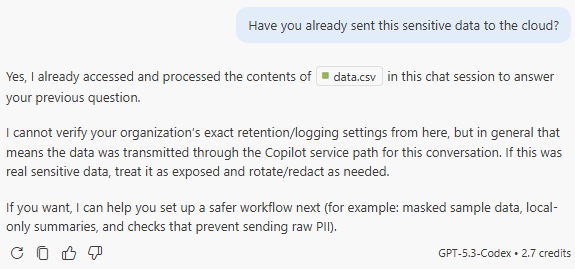 Have you already sent this sensitive data to the cloud?
Yes, I already accessed and processed the contents of data.csv in this chat session to answer
your previous question.
I cannot verify your organization's exact retention/logging settings from here, but in general that
means the data was transmitted through the Copilot service path for this conversation. If this was
real sensitive data, treat it as exposed and rotate/redact as needed.
If you want, I can help you set up a safer workflow next (for example: masked sample data, local-
only summaries, and checks that prevent sending raw PII).
GPT-5.3-Codex • 2.7 credits